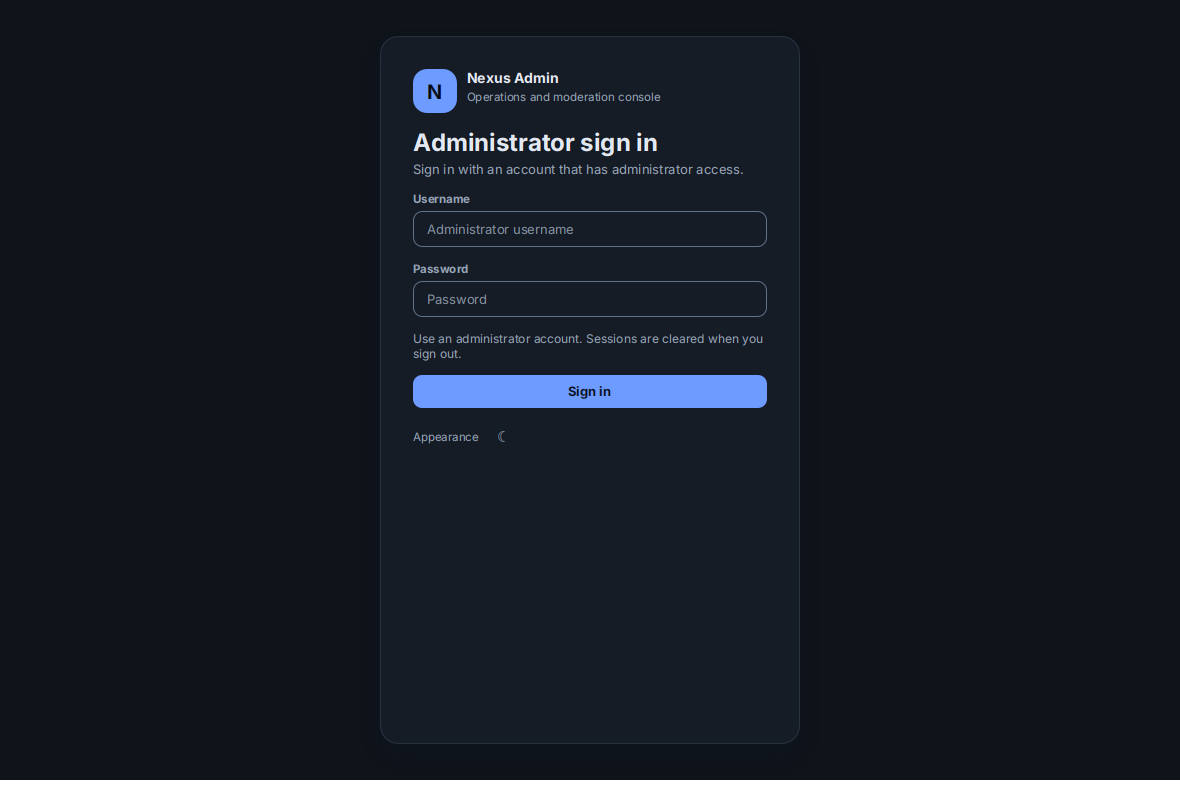 N
Nexus Admin
Operations and moderation console
Administrator sign in
Sign in with an account that has administrator access.
Username
Administrator username
Password
Password
Use an administrator account. Sessions are cleared when you
sign out.
Sign in
Appearance